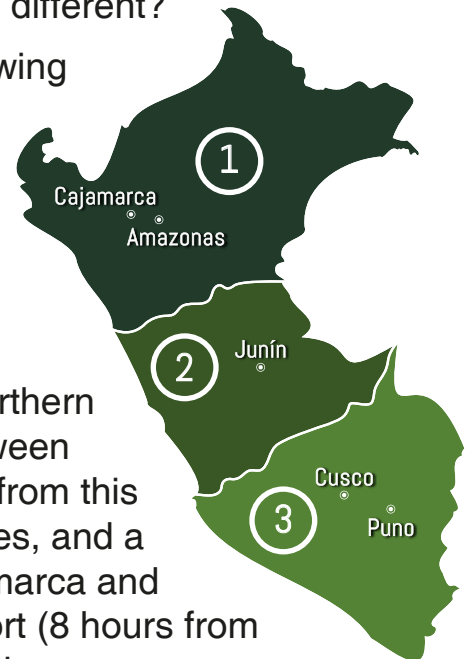 different?
wing
1
Cajamarca
Amazonas
2
Junín
rthern
ween
from this
Cusco
es, and a
3
Puno
marca and
ort (8 hours from